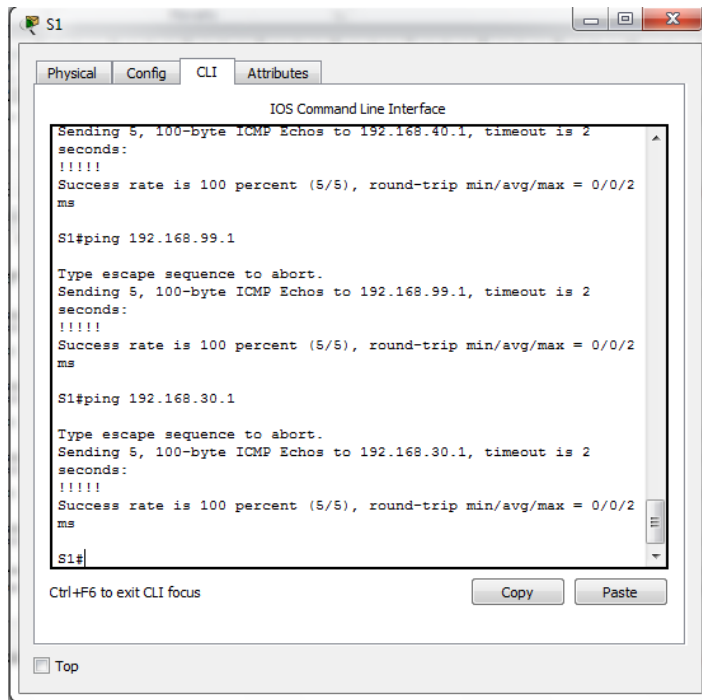 S1
Physical Config CLI Attributes
IOS Command Line Interface
Sending 5, 100-byte ICMP Echos to 192.168.40.1, timeout is 2
seconds:
!!!!!
Success rate is 100 percent (5/5), round-trip min/avg/max = 0/0/2
ms
S1#ping 192.168.99.1
Type escape sequence to abort.
Sending 5, 100-byte ICMP Echos to 192.168.99.1, timeout is 2
seconds:
!!!!!
Success rate is 100 percent (5/5), round-trip min/avg/max = 0/0/2
ms
S1#ping 192.168.30.1
Type escape sequence to abort.
Sending 5, 100-byte ICMP Echos to 192.168.30.1, timeout is 2
seconds:
!!!!!
Success rate is 100 percent (5/5), round-trip min/avg/max = 0/0/2
ms
S1#
Ctrl+F6 to exit CLI focus Copy Paste
Top